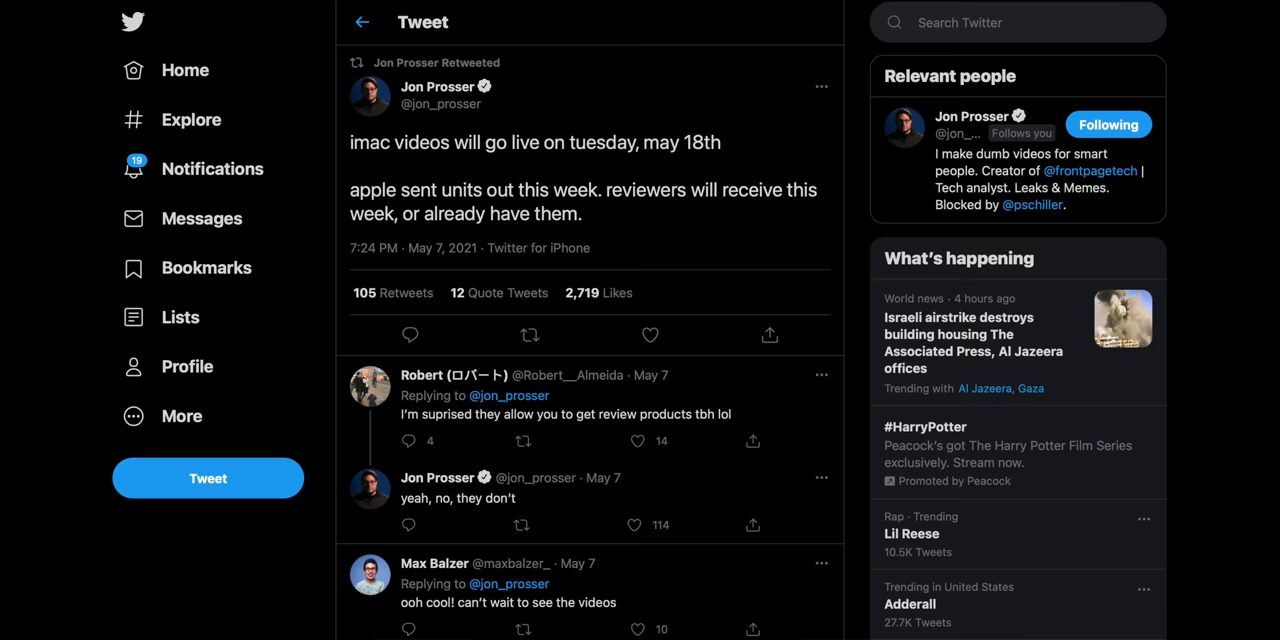 Home
Explore
19
Notifications
Messages
Bookmarks
Lists
Profile
More
Tweet
Tweet
Jon Prosser Retweeted
Jon Prosser
@jon_prosser
imac videos will go live on tuesday, may 18th
apple sent units out this week. reviewers will receive this
week, or already have them.
7:24 PM · May 7, 2021 · Twitter for iPhone
105 Retweets 12 Quote Tweets 2,719 Likes
Robert (ロバート) @Robert__Almeida · May 7
Replying to @jon_prosser
I'm suprised they allow you to get review products tbh lol
4 14
Jon Prosser @jon_prosser · May 7
yeah, no, they don't
114
Max Balzer @maxbalzer_ · May 7
Replying to @jon_prosser
ooh cool! can't wait to see the videos
10
Search Twitter
Relevant people
Jon Prosser
@jon_... Follows you
Following
I make dumb videos for smart
people. Creator of @frontpagetech |
Tech analyst. Leaks & Memes.
Blocked by @pschiller.
What's happening
World news · 4 hours ago
Israeli airstrike destroys
building housing The
Associated Press, Al Jazeera
offices
Trending with Al Jazeera, Gaza
#HarryPotter
Peacock's got The Harry Potter Film Series
exclusively. Stream now.
Promoted by Peacock
Rap · Trending
Lil Reese
10.5K Tweets
Trending in United States
Adderall
27.7K Tweets